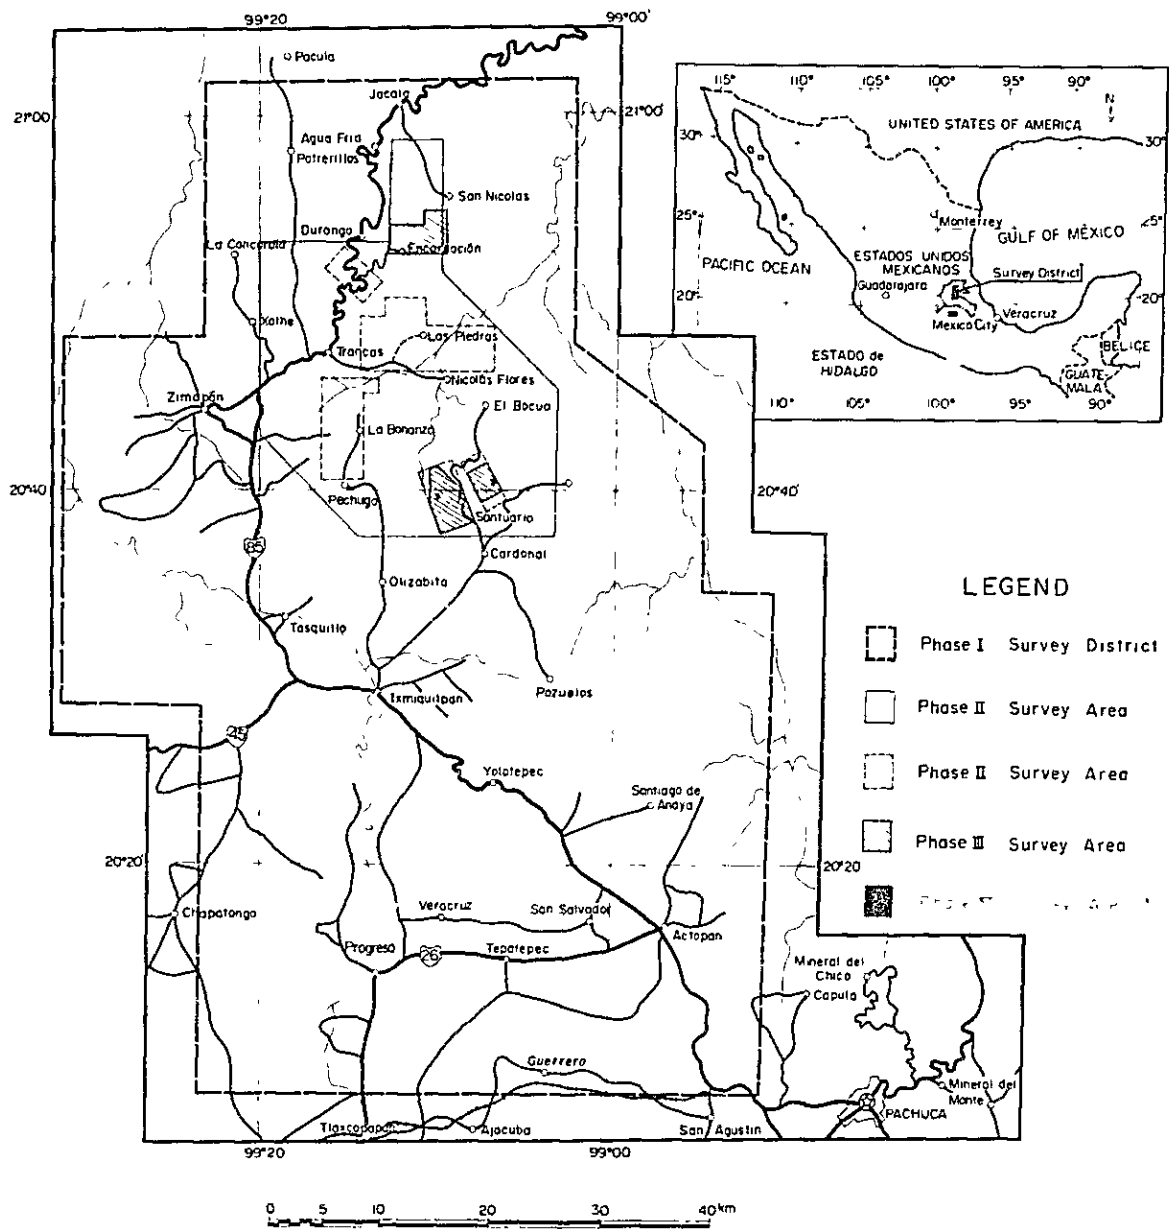 99°20
99°00'
Pacula
Jacala
21°00
21°00'
Agua Fria
Potrerillos
San Nicolas
Durango
La Concordia
Encarnación
Xothe
Trancas
Las Piedras
Nicolás Flores
Zimapán
El Bocua
La Bonanza
20°40
20°40'
Pechuga
Santuario
85
Cardonal
Olizabita
Tasquillo
Pozuelos
Ixmiquilpan
45
Yolotepec
Santiago de
Anaya
20°20
20°20'
Chapatongo
Veracruz
San Salvador
Actopan
Progreso
26
Tepatepec
Mineral del
Chico
Capula
Guerrero
Mineral del
Monte
PACHUCA
Tlaxcoapan
Ajacuba
San Agustin
99°20
99°00'
0 5 10 20 30 40 km
115° 110° 105° 100° 95° 90°
N
30°
30°
UNITED STATES OF AMERICA
25°
25°
Monterrey
GULF OF MÉXICO
PACIFIC OCEAN
ESTADOS UNIDOS
MEXICANOS
Guadarajara
Survey District
20°
20°
Mexico City
Veracruz
BELICE
ESTADO de
HIDALGO
GUATE-
MALA
110° 105° 100° 95° 90°
LEGEND
Phase I Survey District
Phase II Survey Area
Phase II Survey Area
Phase III Survey Area